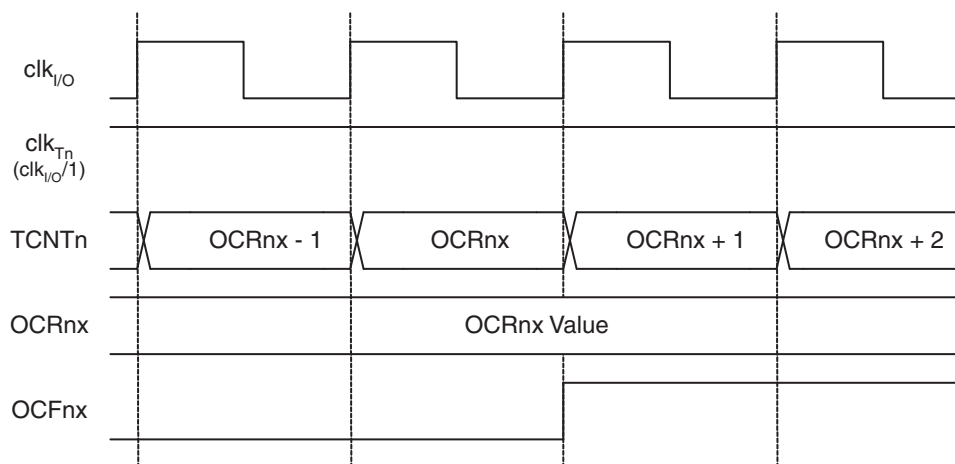 clkI/O
clkTn
(clkI/O/1)
TCNTn
OCRnx - 1
OCRnx
OCRnx + 1
OCRnx + 2
OCRnx
OCRnx Value
OCFnx